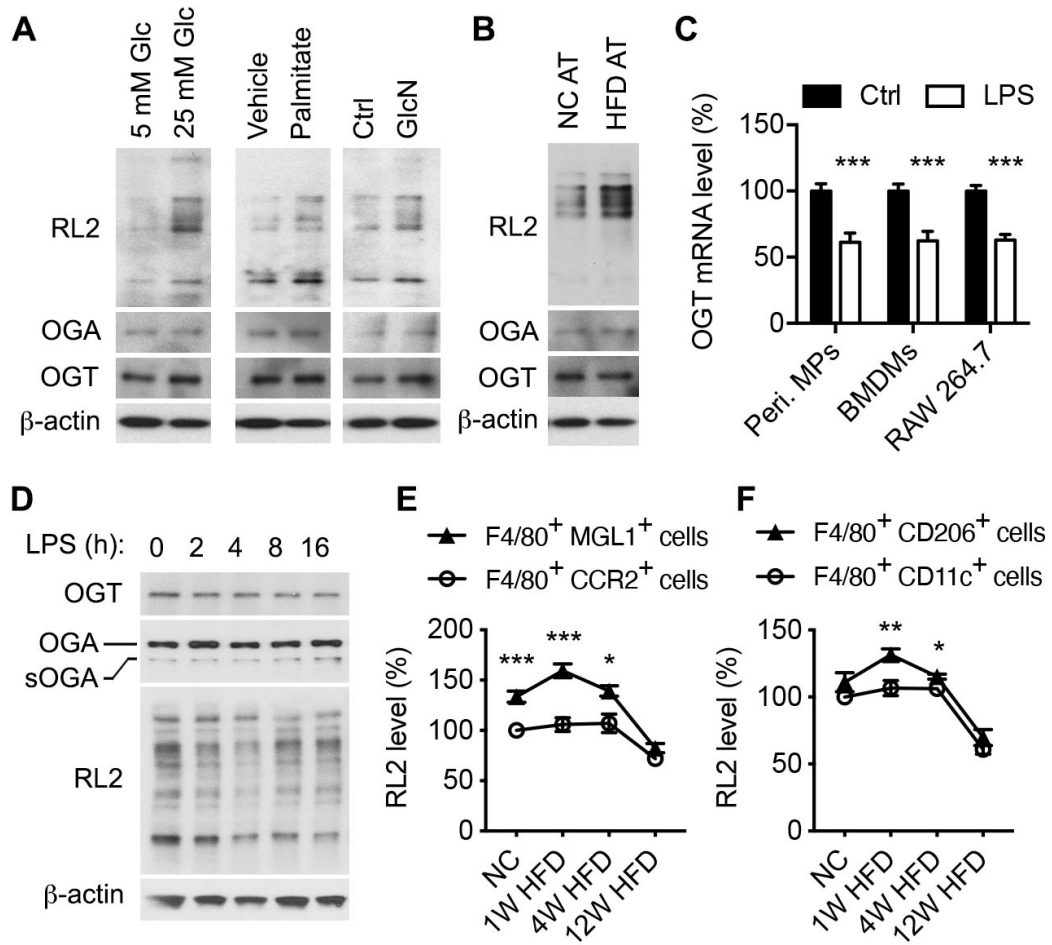 A
5 mM Glc
25 mM Glc
Vehicle
Palmitate
Ctrl
GlcN
RL2
OGA
OGT
β-actin
B
NC AT
HFD AT
RL2
OGA
OGT
β-actin
C
Ctrl
LPS
OGT mRNA level (%)
150
100
50
0
***
***
***
Peri. MPs
BMDMs
RAW 264.7
D
LPS (h): 0 2 4 8 16
OGT
OGA
sOGA
RL2
β-actin
E
F4/80+ MGL1+ cells
F4/80+ CCR2+ cells
RL2 level (%)
200
150
100
50
0
***
***
*
NC
1W HFD
4W HFD
12W HFD
F
F4/80+ CD206+ cells
F4/80+ CD11c+ cells
RL2 level (%)
150
100
50
0
**
*
NC
1W HFD
4W HFD
12W HFD